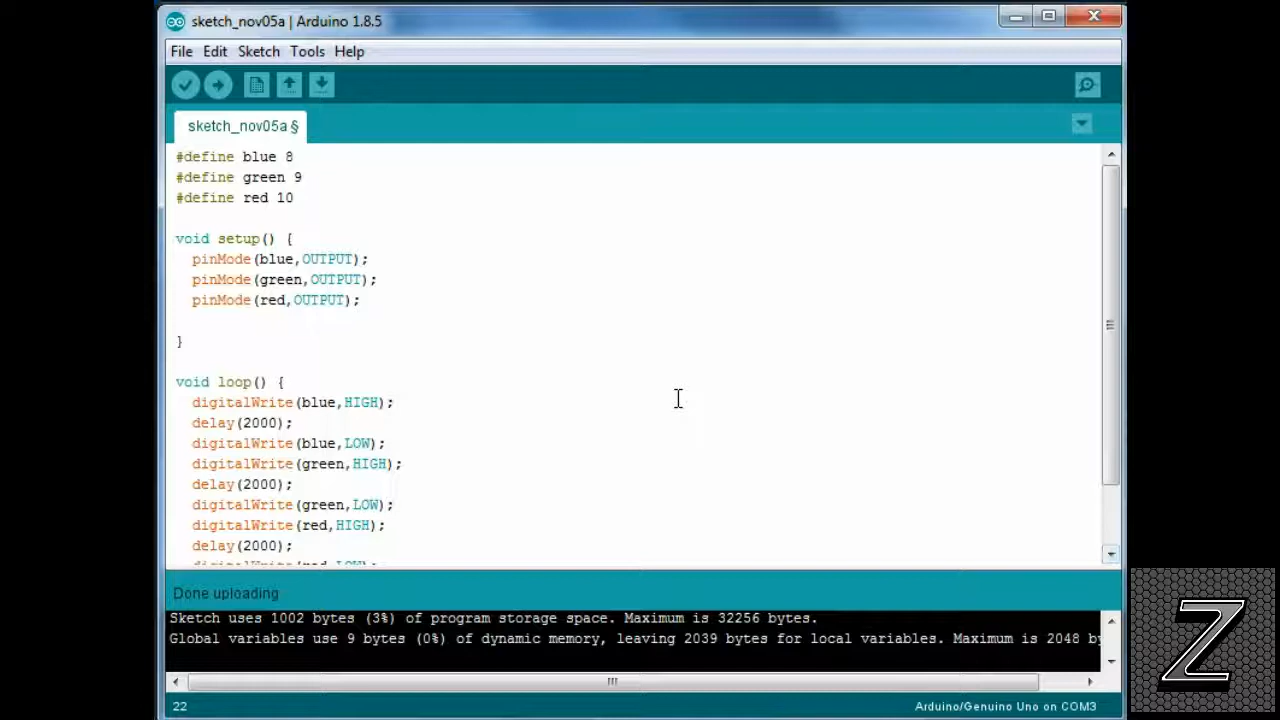 sketch_nov05a | Arduino 1.8.5
File Edit Sketch Tools Help
sketch_nov05a §
#define blue 8
#define green 9
#define red 10
void setup() {
pinMode(blue,OUTPUT);
pinMode(green,OUTPUT);
pinMode(red,OUTPUT);
}
void loop() {
digitalWrite(blue,HIGH);
delay(2000);
digitalWrite(blue,LOW);
digitalWrite(green,HIGH);
delay(2000);
digitalWrite(green,LOW);
digitalWrite(red,HIGH);
delay(2000);
digitalWrite(red,LOW);
Done uploading
Sketch uses 1002 bytes (3%) of program storage space. Maximum is 32256 bytes.
Global variables use 9 bytes (0%) of dynamic memory, leaving 2039 bytes for local variables. Maximum is 2048 by
22
Arduino/Genuino Uno on COM3
Z